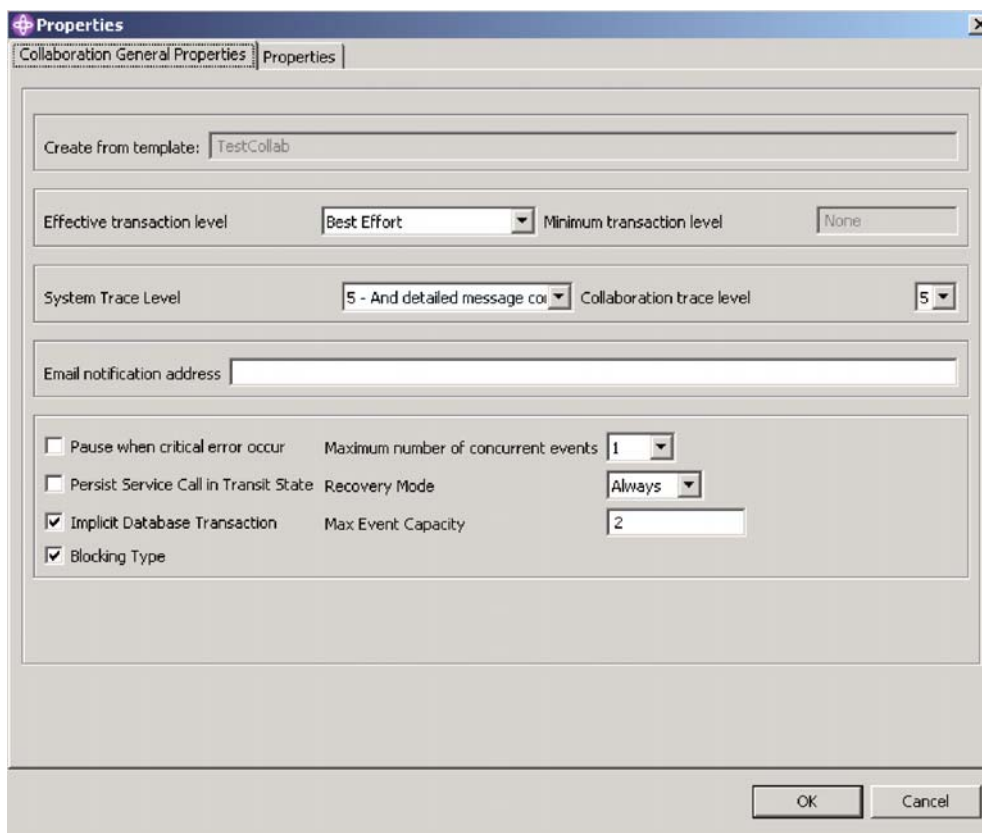 Properties
Collaboration General Properties Properties
Create from template: TestCollab
Effective transaction level Best Effort Minimum transaction level None
System Trace Level 5 - And detailed message Collaboration trace level 5
Email notification address
Pause when critical error occur Maximum number of concurrent events 1
Persist Service Call in Transit State Recovery Mode Always
Implicit Database Transaction Max Event Capacity 2
Blocking Type
OK Cancel